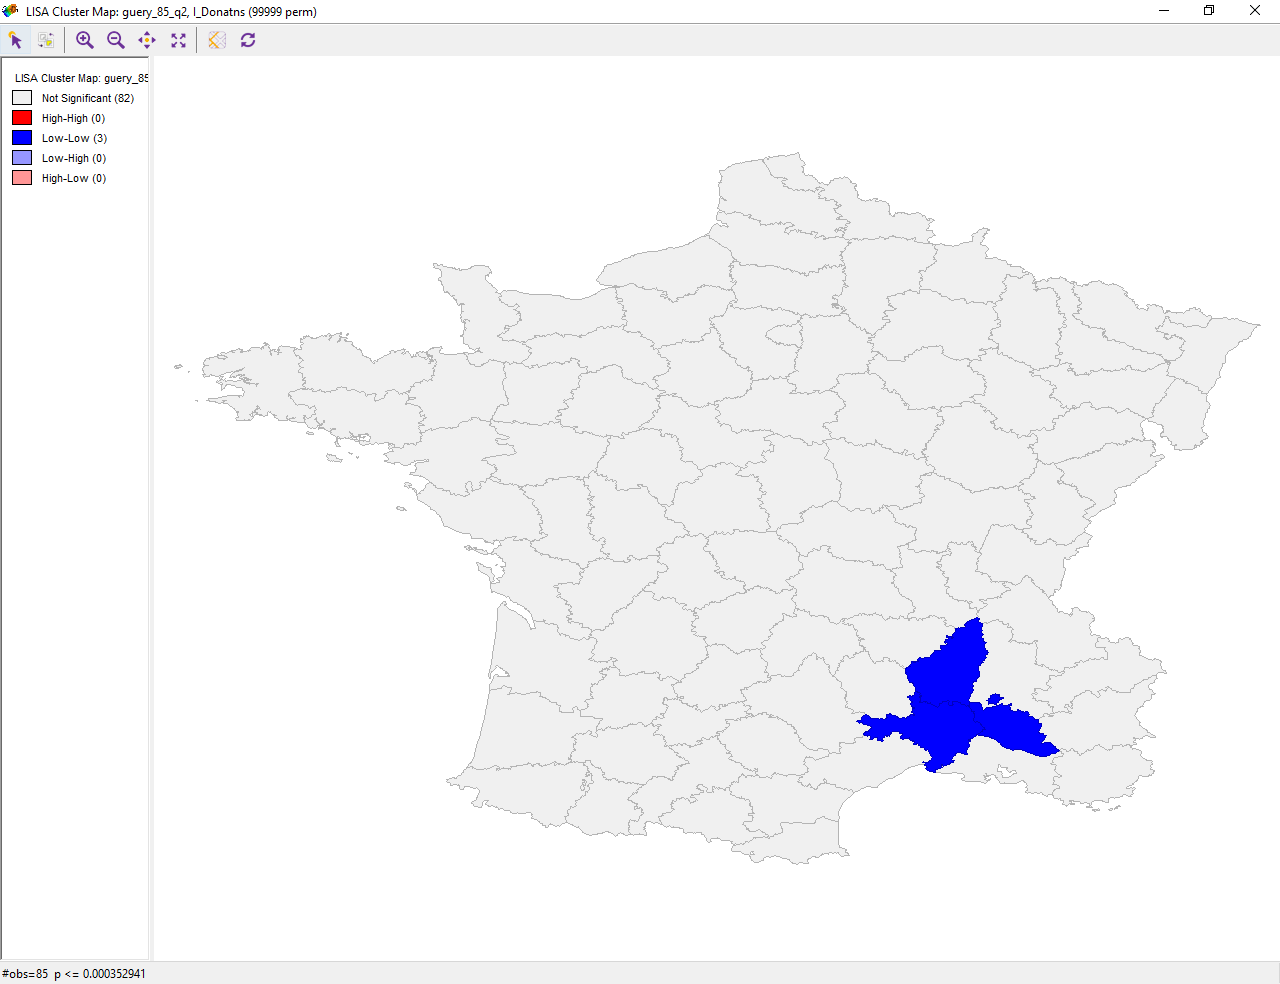 LISA Cluster Map: guery_85_q2, I_Donatns (99999 perm)
LISA Cluster Map: guery_85
Not Significant (82)
High-High (0)
Low-Low (3)
Low-High (0)
High-Low (0)
#obs=85 p <= 0.000352941